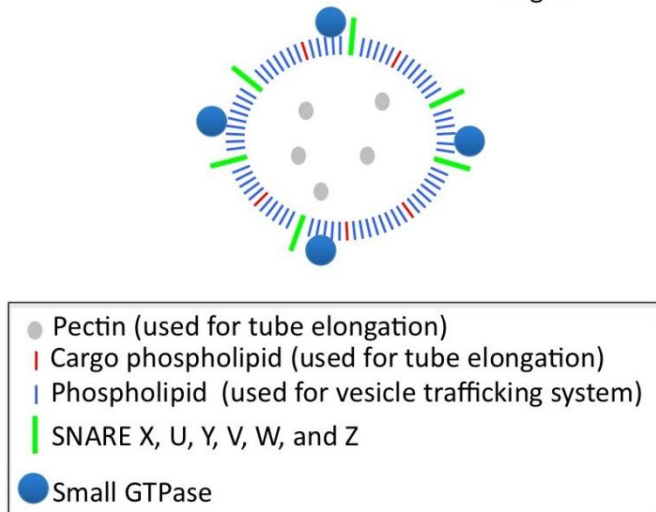 Pectin (used for tube elongation)
Cargo phospholipid (used for tube elongation)
Phospholipid (used for vesicle trafficking system)
SNARE X, U, Y, V, W, and Z
Small GTPase